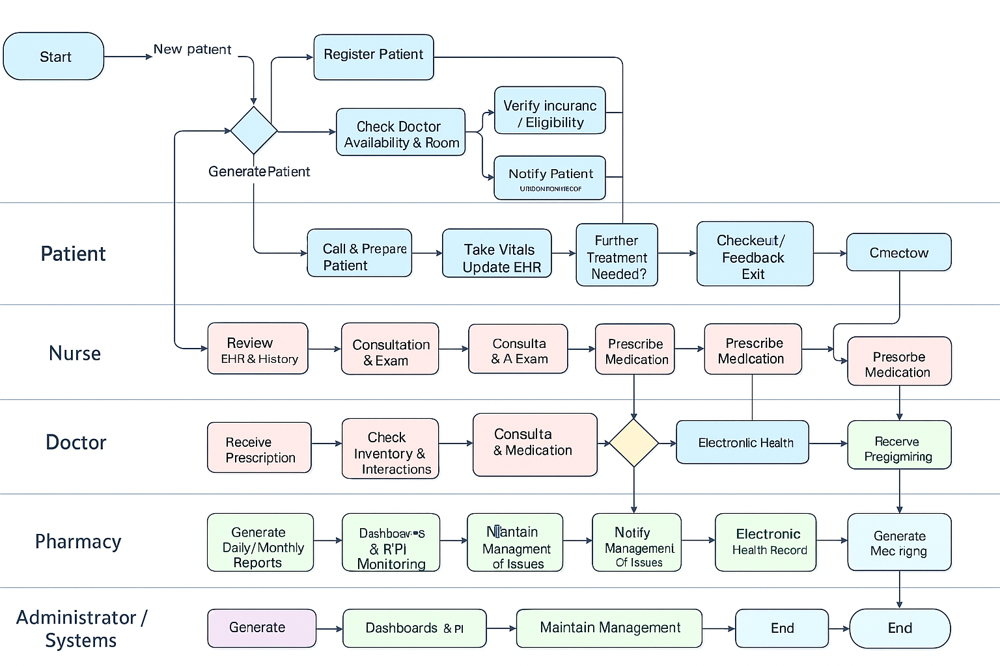 Start
New patient
Register Patient
Verify incuranc
/ Eligibility
Check Doctor
Availability & Room
Notify Patient
Generate Patient
Patient
Call & Prepare
Patient
Take Vitals
Update EHR
Further
Treatment
Needed?
Checkeut/
Feedback
Exit
Cmectow
Nurse
Review
EHR & History
Consultation
& Exam
Consulta
& A Exam
Prescribe
Medication
Prescribe
Medication
Presorbe
Medication
Doctor
Receive
Prescription
Check
Inventory &
Interactions
Consulta
& Medication
Electronlic Health
Recerve
Pregigmiring
Pharmacy
Generate
Daily/Monthly
Reports
& R'PI
Monitoring
Managment
of Issues
Notify
Management
Of Issues
Electronic
Health Record
Generate
Administrator /
Systems
Generate
Dashboards & PI
Maintain Management
End
End